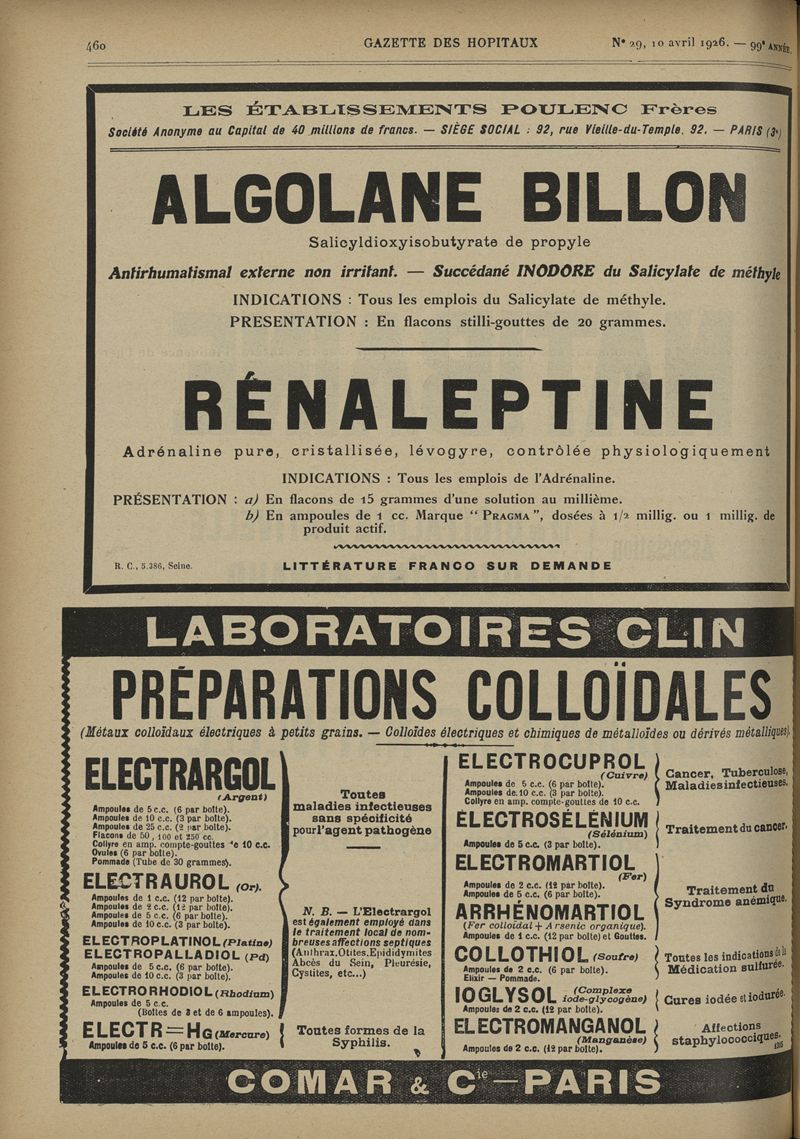 460
GAZETTE DES HOPITAUX
N° 29, 10 avril 1926. — 99e ANNÉE.
LES ÉTABLISSEMENTS POULENC Frères
Société Anonyme au Capital de 40 millions de francs. — SIÈGE SOCIAL : 92, rue Vieille-du-Temple, 92. — PARIS (3e)
ALGOLANE BILLON
Salicyldioxyisobutyrate de propyle
Antirhumatismal externe non irritant. — Succédané INODORE du Salicylate de méthyle
INDICATIONS : Tous les emplois du Salicylate de méthyle.
PRESENTATION : En flacons stilli-gouttes de 20 grammes.
RÉNALEPTINE
Adrénaline pure, cristallisée, lévogyre, contrôlée physiologiquement
INDICATIONS : Tous les emplois de l'Adrénaline.
PRÉSENTATION : a) En flacons de 15 grammes d'une solution au millième.
b) En ampoules de 1 cc. Marque “ PRAGMA ”, dosées à 1/2 millig. ou 1 millig. de
produit actif.
R. C., 5.386, Seine.
LITTÉRATURE FRANCO SUR DEMANDE
LABORATOIRES CLIN
PRÉPARATIONS COLLOÏDALES
(Métaux colloïdaux électriques à petits grains. — Colloïdes électriques et chimiques de métalloïdes ou dérivés métalliques).
ELECTRARGOL
(Argent)
Ampoules de 5 c.c. (6 par boîte).
Ampoules de 10 c.c. (3 par boîte).
Ampoules de 25 c.c. (2 par boîte).
Flacons de 50, 100 et 250 cc.
Collyre en amp. compte-gouttes de 10 c.c.
Ovules (6 par boîte).
Pommade (Tube de 30 grammes).
ELECTRAUROL (Or).
Ampoules de 1 c.c. (12 par boîte).
Ampoules de 2 c.c. (12 par boîte).
Ampoules de 5 c.c. (6 par boîte).
Ampoules de 10 c.c. (3 par boîte).
ELECTROPLATINOL (Platine)
ELECTROPALLADIOL (Pd)
Ampoules de 5 c.c. (6 par boîte).
Ampoules de 10 c.c. (3 par boîte).
ELECTRORHODIOL (Rhodium)
Ampoules de 5 c.c.
(Boîtes de 3 et de 6 ampoules).
ELECTR=HG (Mercure)
Ampoules de 5 c.c. (6 par boîte).
Toutes
maladies infectieuses
sans spécificité
pour l'agent pathogène
N. B. — L'Electrargol
est également employé dans
le traitement local de nom-
breuses affections septiques
(Anthrax, Otites, Epididymites
Abcès du Sein, Pleurésie,
Cystites, etc...)
Toutes formes de la
Syphilis.
ELECTROCUPROL
(Cuivre)
Ampoules de 5 c.c. (6 par boîte).
Ampoules de 10 c.c. (3 par boîte).
Collyre en amp. compte-gouttes de 10 c.c.
Cancer, Tuberculose,
Maladies infectieuses.
ÉLECTROSÉLÉNIUM
(Sélénium)
Ampoules de 5 c.c. (3 par boîte).
Traitement du cancer.
ELECTROMARTIOL
(Fer)
Ampoules de 2 c.c. (12 par boîte).
Ampoules de 5 c.c. (6 par boîte).
ARRHÉNOMARTIOL
(Fer colloïdal + Arsenic organique).
Ampoules de 1 c.c. (12 par boîte) et Gouttes.
Traitement du
Syndrome anémique.
COLLOTHIOL (Soufre)
Ampoules de 2 c.c. (6 par boîte).
Elixir — Pommade.
Toutes les indications de la
Médication sulfurée.
IOGLYSOL (Complexe
iode-glycogène)
Ampoules de 2 c.c. (12 par boîte).
Cures iodée et iodurée.
ELECTROMANGANOL
(Manganèse)
Ampoules de 2 c.c. (12 par boîte).
Affections
staphylococciques.
COMAR & Cie — PARIS